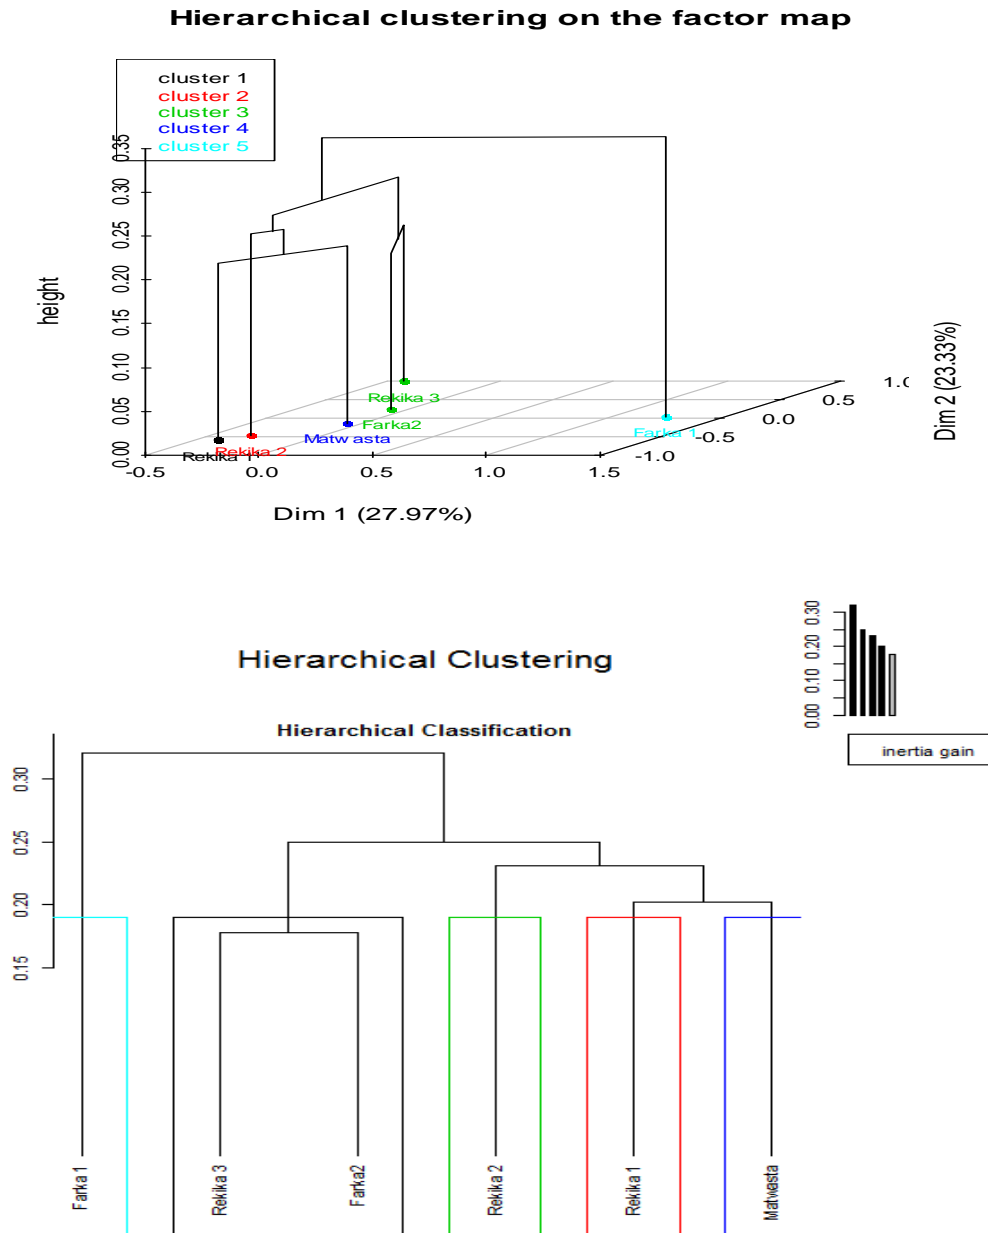 Hierarchical clustering on the factor map
cluster 1
cluster 2
cluster 3
cluster 4
cluster 5
0.35
0.30
0.25
0.20
0.15
0.10
0.05
0.00
height
Rekika 3
Farka2
Matw asta
Farka 1
Rekika 2
Rekika 1
-0.5
0.0
0.5
1.0
1.5
-1.0
-0.5
0.0
0.5
Dim 1 (27.97%)
Dim 2 (23.33%)
Hierarchical Clustering
0.30
0.20
0.10
0.00
inertia gain
Hierarchical Classification
0.30
0.25
0.20
0.15
Farka 1
Rekika 3
Farka2
Rekika 2
Rekika 1
Matwasta